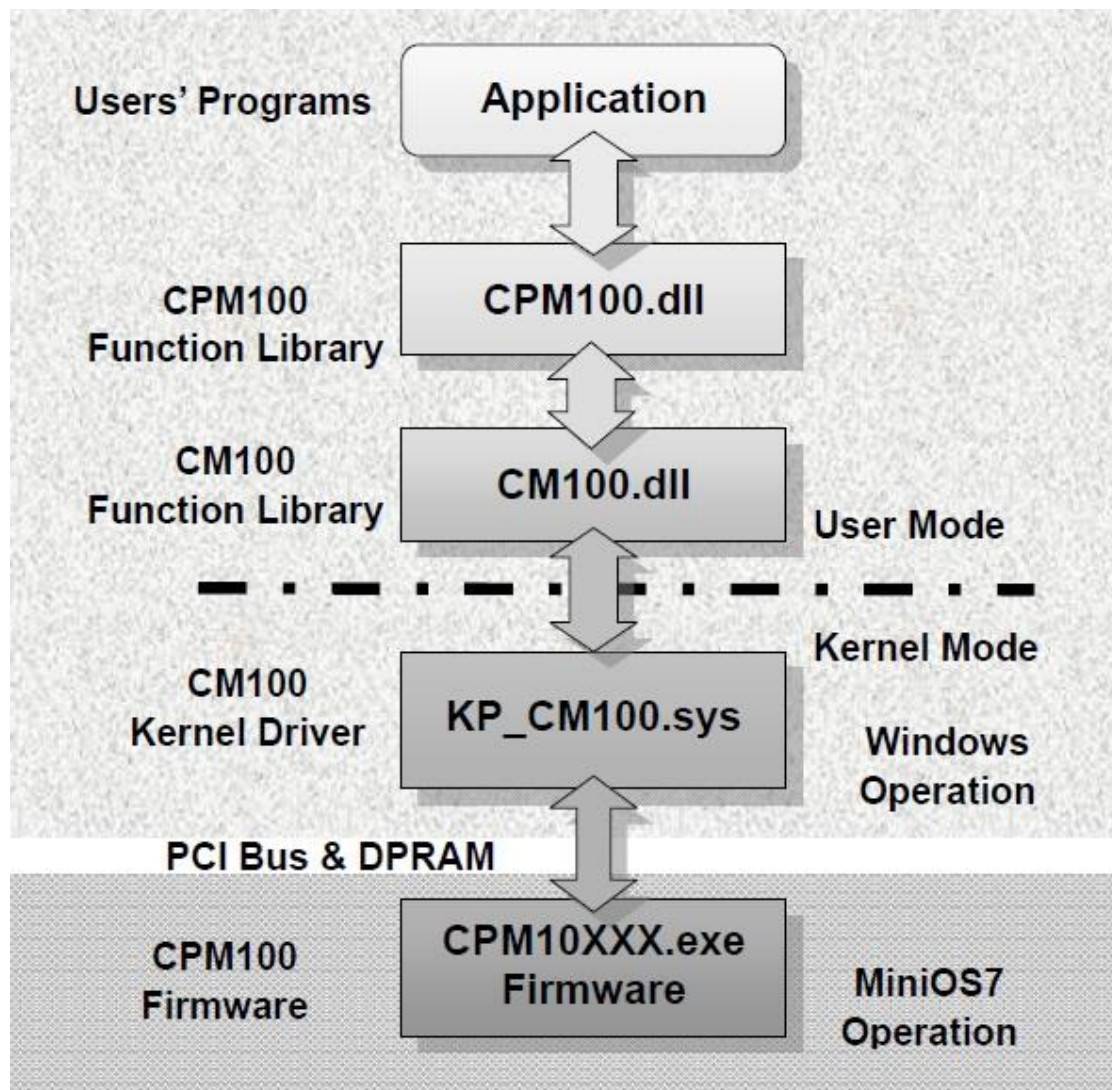 Users’ Programs
Application
CPM100
Function Library
CPM100.dll
CM100
Function Library
CM100.dll
User Mode
Kernel Mode
CM100
Kernel Driver
KP_CM100.sys
Windows
Operation
PCI Bus & DPRAM
CPM100
Firmware
CPM10XXX.exe
Firmware
MiniOS7
Operation